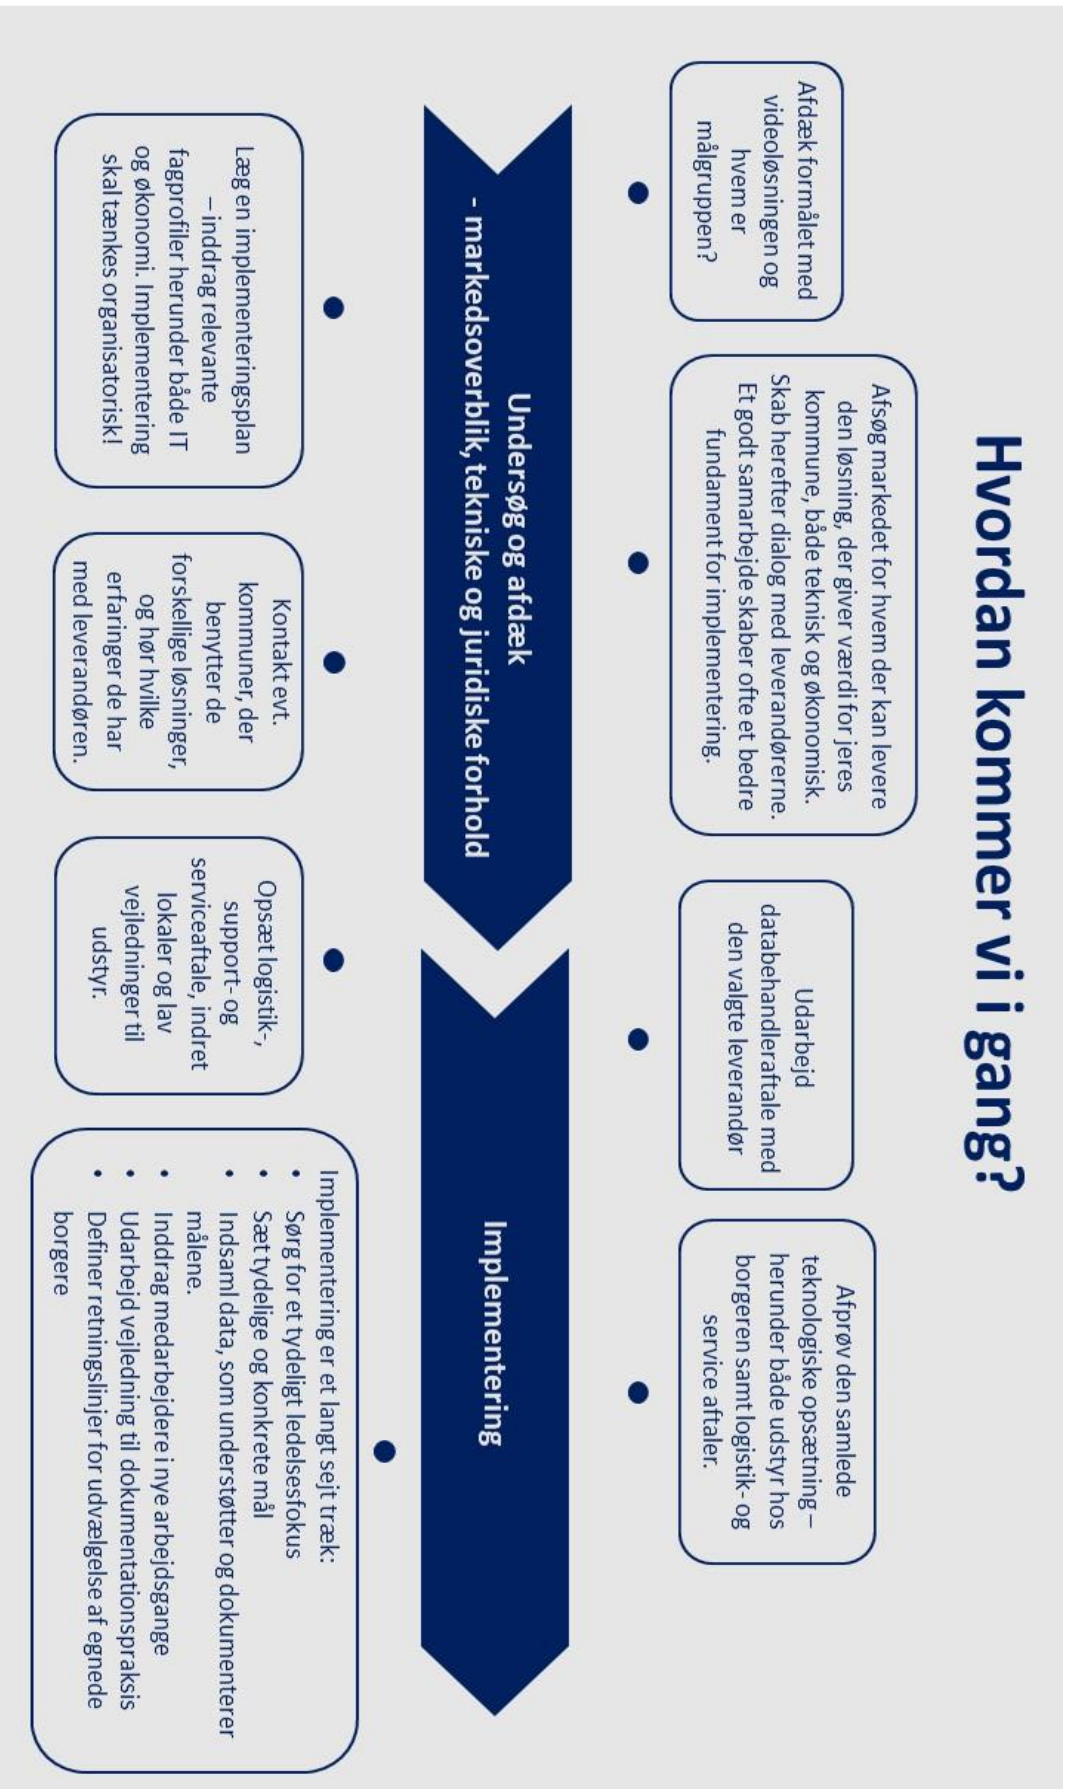 Hvordan kommer vi i gang?
Afdæk formålet med
videoløsningen og
hvem er
målgruppen?
Afsøg markedet for hvem der kan levere
den løsning, der giver værdi for jeres
kommune, både teknisk og økonomisk.
Skab herefter dialog med leverandørerne.
Et godt samarbejde skaber ofte et bedre
fundament for implementering.
Udarbejd
databehandleraftale med
den valgte leverandør
Afprøv den samlede
teknologiske opsætning –
herunder både udstyr hos
borgeren samt logistik- og
service aftaler.
Undersøg og afdæk
- markedsoverblik, tekniske og juridiske forhold
Implementering
Læg en implementeringsplan
– inddrag relevante
fagprofiler herunder både IT
og økonomi. Implementering
skal tænkes organisatorisk!
Kontakt evt.
kommuner, der
benytter de
forskellige løsninger,
og hør hvilke
erfaringer de har
med leverandøren.
Opsæt logistik-,
support- og
serviceaftale, indret
lokaler og lav
vejledninger til
udstyr.
Implementering er et langt sejt træk:
• Sørg for et tydeligt ledelsesfokus
• Sæt tydelige og konkrete mål
• Indsaml data, som understøtter og dokumenterer
målene.
• Inddrag medarbejdere i nye arbejdsgange
• Udarbejd vejledning til dokumentationspraksis
• Definer retningslinjer for udvælgelse af egnede
borgere